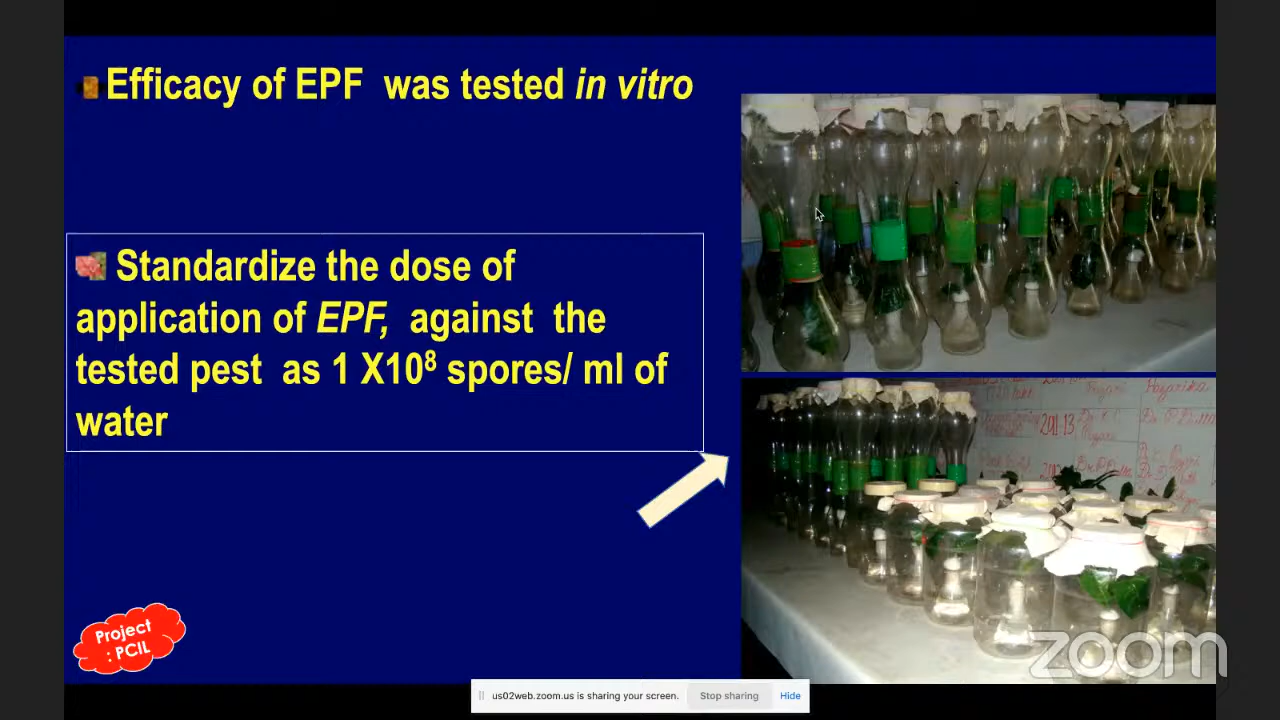 Efficacy of EPF was tested in vitro
Standardize the dose of
application of EPF, against the
tested pest as 1 X10⁸ spores/ ml of
water
Project
: PCIL
2011-13
zoom
us02web.zoom.us is sharing your screen.
Stop sharing
Hide